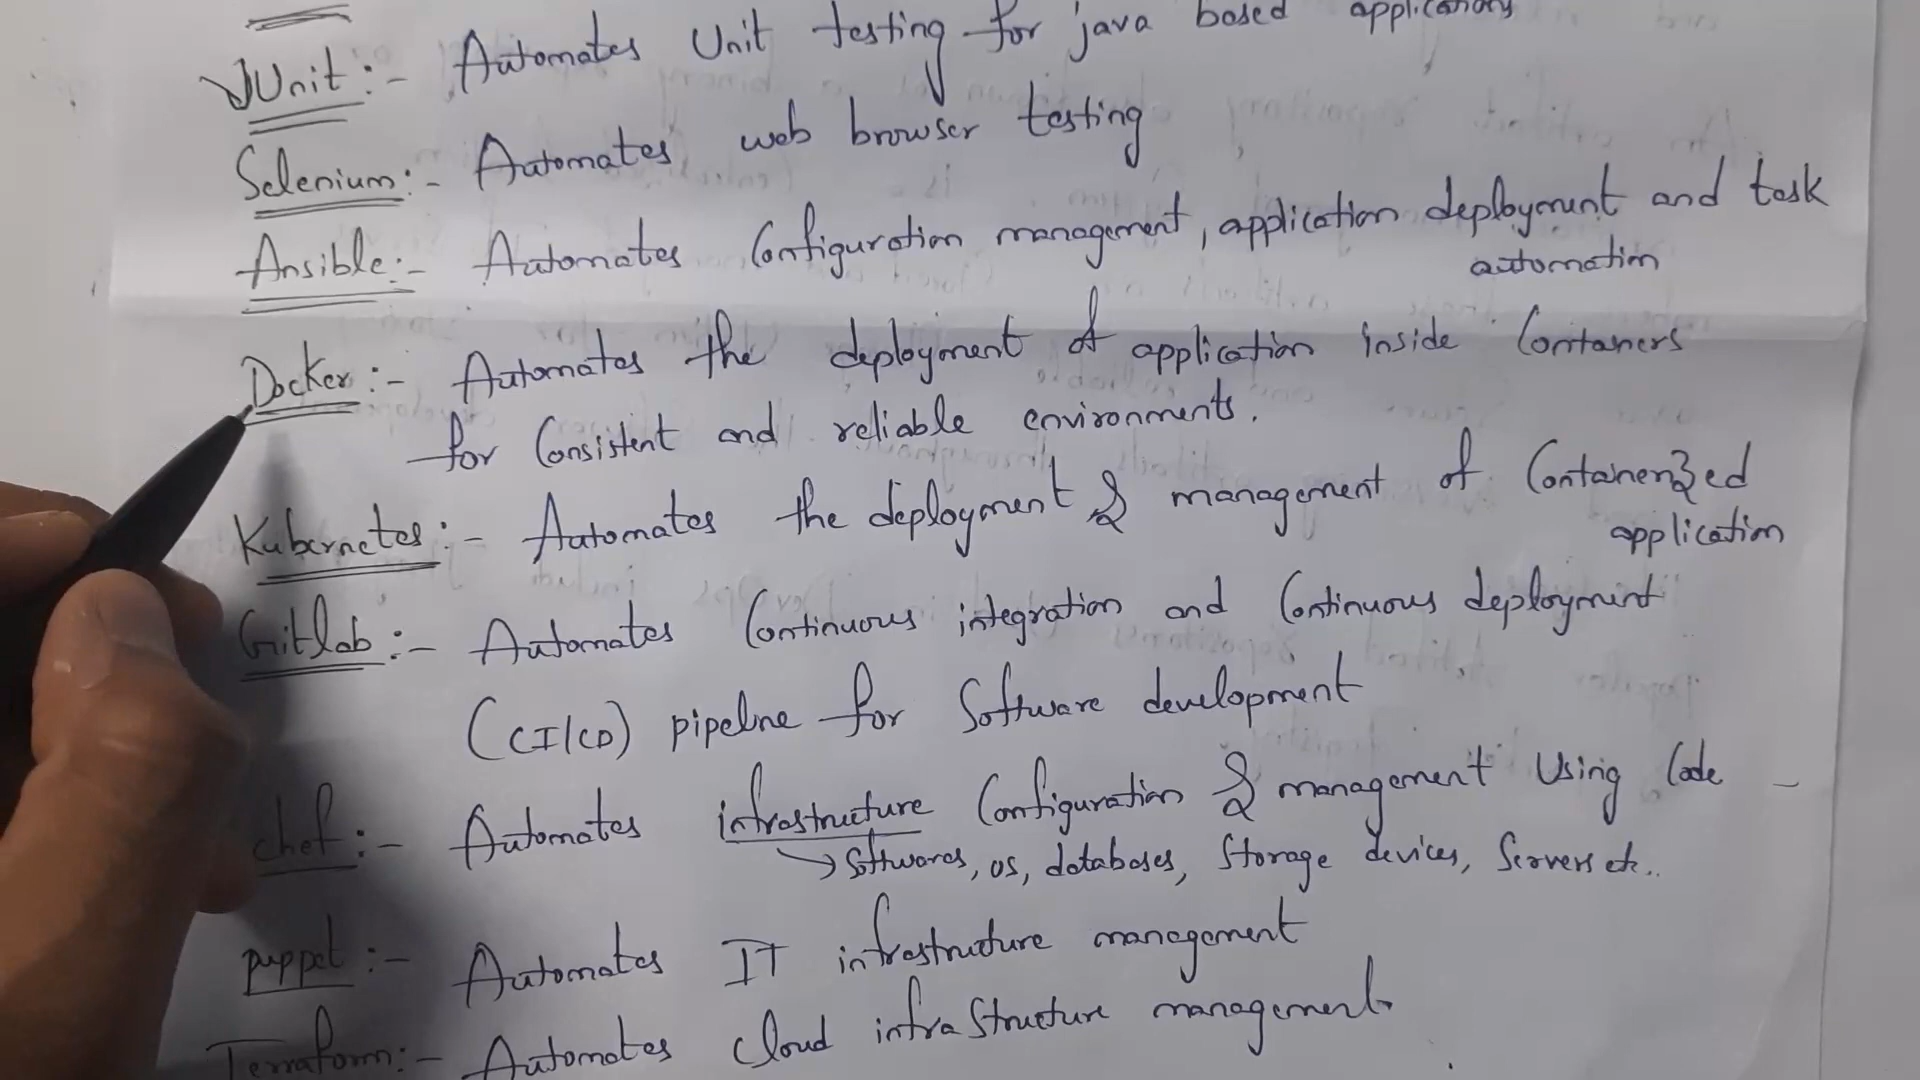 JUnit :- Automates Unit testing for java based applications
Selenium :- Automates web browser testing
Ansible :- Automates Configuration management, application deployment and task
automation
Docker :- Automates the deployment of application inside Contaners
for Consistent and reliable environments.
Kubernetes :- Automates the deployment & management of Contanerized
application
Gitlab :- Automates Continuous integration and Continuous deployment
(CI/CD) pipeline for Software development
chef :- Automates infrastructure Configuration & management Using Code -
→ Softwares, os, databases, Storage devices, Servers etc..
puppet :- Automates IT infrastructure management
Terraform :- Automates cloud infrastructure management.